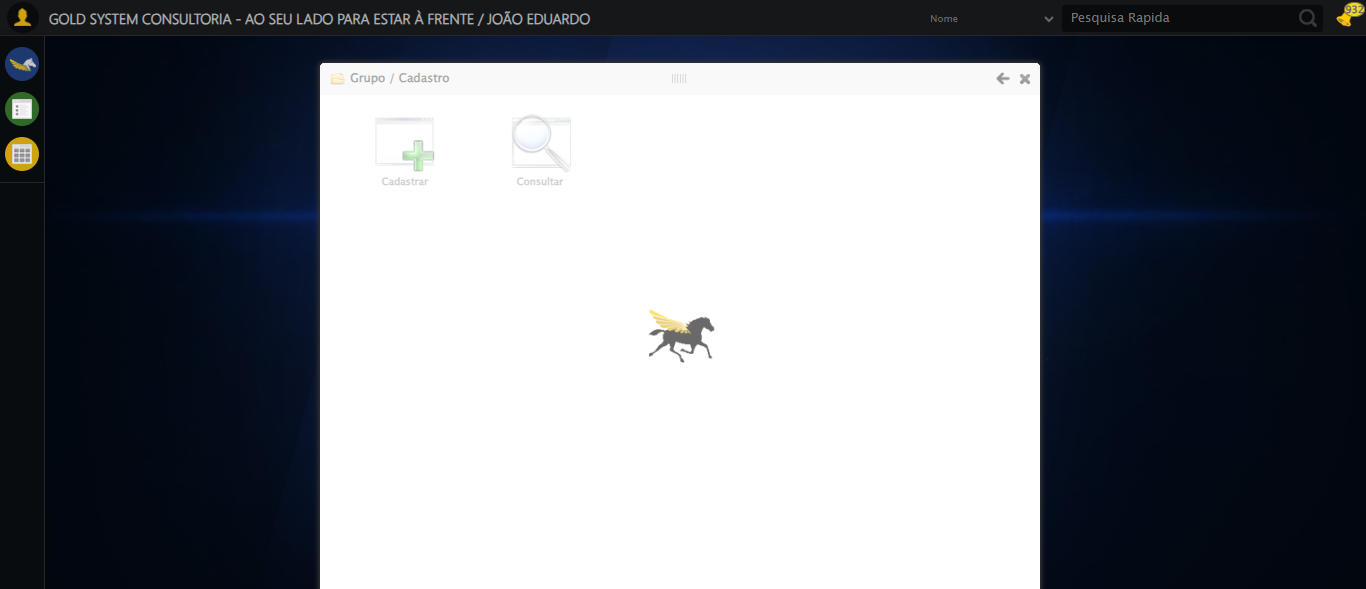 GOLD SYSTEM CONSULTORIA - AO SEU LADO PARA ESTAR À FRENTE / JOÃO EDUARDO
Nome
Pesquisa Rapida
932
Grupo / Cadastro
Cadastrar
Consultar